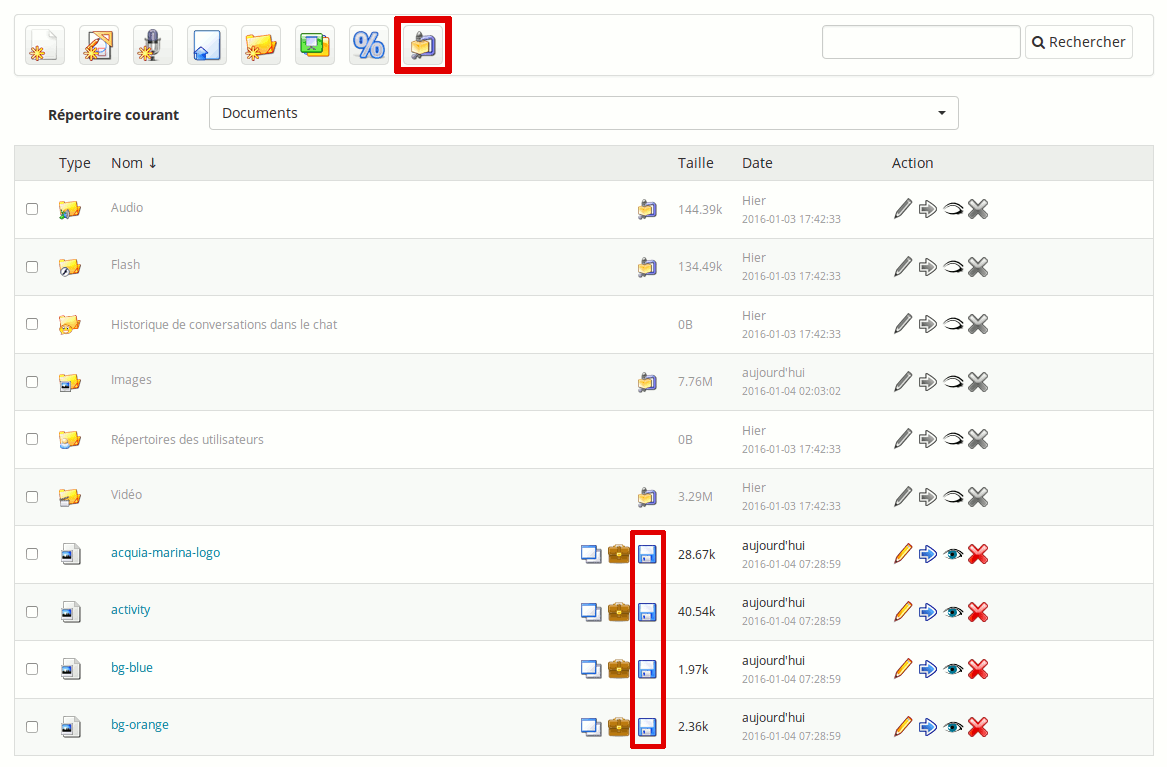 %
Rechercher
Répertoire courant Documents
Type Nom ↓ Taille Date Action
Audio 144.39k Hier
2016-01-03 17:42:33
Flash 134.49k Hier
2016-01-03 17:42:33
Historique de conversations dans le chat 0B Hier
2016-01-03 17:42:33
Images 7.76M aujourd'hui
2016-01-04 02:03:02
Répertoires des utilisateurs 0B Hier
2016-01-03 17:42:33
Vidéo 3.29M Hier
2016-01-03 17:42:33
acquia-marina-logo 28.67k aujourd'hui
2016-01-04 07:28:59
activity 40.54k aujourd'hui
2016-01-04 07:28:59
bg-blue 1.97k aujourd'hui
2016-01-04 07:28:59
bg-orange 2.36k aujourd'hui
2016-01-04 07:28:59